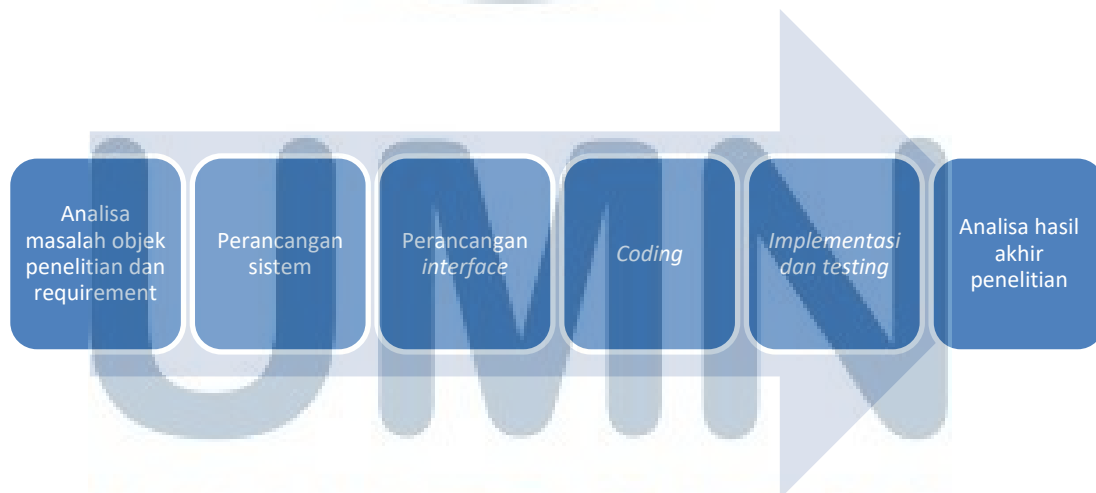 Analisa
masalah objek
penelitian dan
requirement
Perancangan
sistem
Perancangan
interface
Coding
Implementasi
dan testing
Analisa hasil
akhir
penelitian
UMN